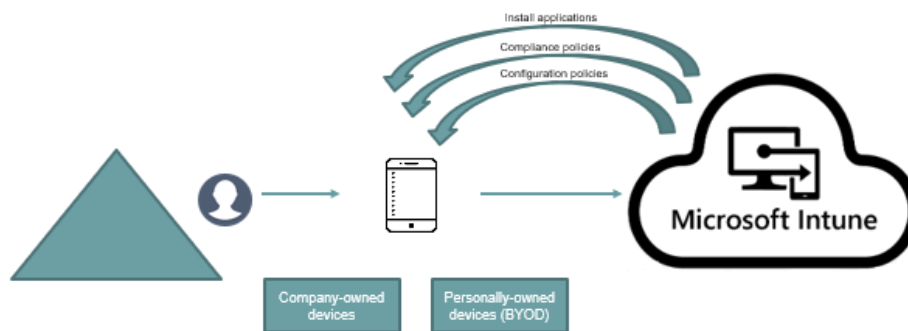 Install applications
Compliance policies
Configuration policies
Microsoft Intune
Company-owned
devices
Personally-owned
devices (BYOD)